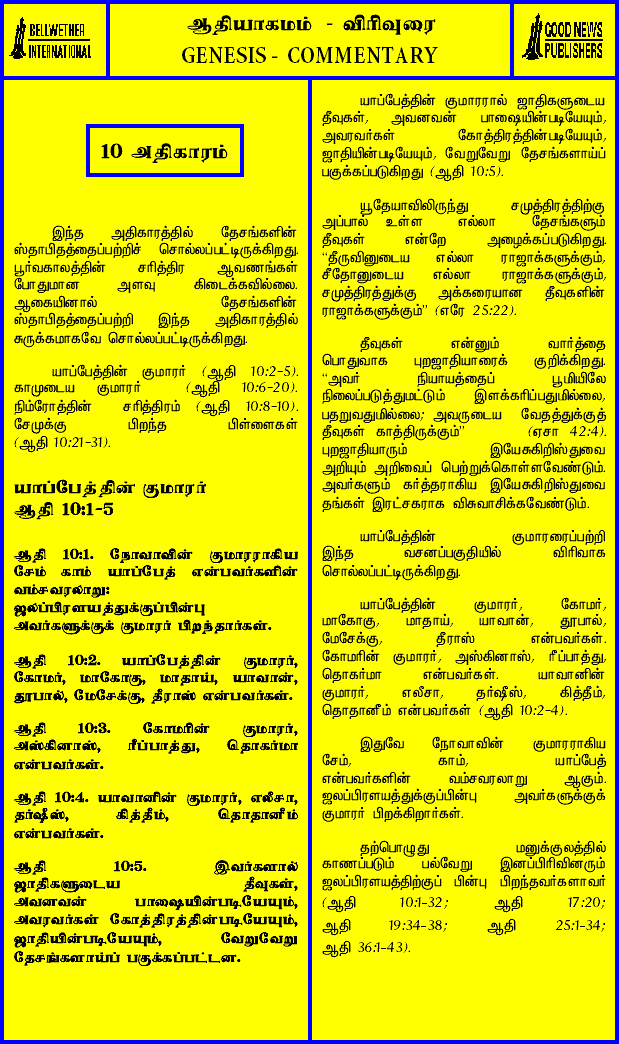 BELLWETHER
INTERNATIONAL
ஆதியாகமம் - விரிவுரை
GENESIS - COMMENTARY
GOOD NEWS
PUBLISHERS
10 அதிகாரம்
இந்த அதிகாரத்தில் தேசங்களின்
ஸ்தாபிதத்தைப்பற்றிச் சொல்லப்பட்டிருக்கிறது.
பூர்வகாலத்தின் சரித்திர ஆவணங்கள்
போதுமான அளவு கிடைக்கவில்லை.
ஆகையினால் தேசங்களின்
ஸ்தாபிதத்தைப்பற்றி இந்த அதிகாரத்தில்
சுருக்கமாகவே சொல்லப்பட்டிருக்கிறது.
யாப்பேத்தின் குமாரர் (ஆதி 10:2-5).
காமுடைய குமாரர் (ஆதி 10:6-20).
நிம்ரோத்தின் சரித்திரம் (ஆதி 10:8-10).
சேமுக்கு பிறந்த பிள்ளைகள்
(ஆதி 10:21-31).
யாப்பேத்தின் குமாரர்
ஆதி 10:1-5
ஆதி 10:1. நோவாவின் குமாரராகிய
சேம் காம் யாப்பேத் என்பவர்களின்
வம்சவரலாறு:
ஜலப்பிரளயத்துக்குப்பின்பு
அவர்களுக்குக் குமாரர் பிறந்தார்கள்.
ஆதி 10:2. யாப்பேத்தின் குமாரர்,
கோமர், மாகோகு, மாதாய், யாவான்,
தூபால், மேசேக்கு, தீராஸ் என்பவர்கள்.
ஆதி 10:3. கோமரின் குமாரர்,
அஸ்கினாஸ், ரீப்பாத்து, தொகர்மா
என்பவர்கள்.
ஆதி 10:4. யாவானின் குமாரர், எலீசா,
தர்ஷீஸ், கித்தீம், தொதானீம்
என்பவர்கள்.
ஆதி 10:5. இவர்களால்
ஜாதிகளுடைய தீவுகள்,
அவனவன் பாஷையின்படியேயும்,
அவரவர்கள் கோத்திரத்தின்படியேயும்,
ஜாதியின்படியேயும், வேறுவேறு
தேசங்களாய்ப் பகுக்கப்பட்டன.
யாப்பேத்தின் குமாரரால் ஜாதிகளுடைய
தீவுகள், அவனவன் பாஷையின்படியேயும்,
அவரவர்கள் கோத்திரத்தின்படியேயும்,
ஜாதியின்படியேயும், வேறுவேறு தேசங்களாய்ப்
பகுக்கப்படுகிறது (ஆதி 10:5).
யூதேயாவிலிருந்து சமுத்திரத்திற்கு
அப்பால் உள்ள எல்லா தேசங்களும்
தீவுகள் என்றே அழைக்கப்படுகிறது.
“தீருவினுடைய எல்லா ராஜாக்களுக்கும்,
சீதோனுடைய எல்லா ராஜாக்களுக்கும்,
சமுத்திரத்துக்கு அக்கரையான தீவுகளின்
ராஜாக்களுக்கும்” (எரே 25:22).
தீவுகள் என்னும் வார்த்தை
பொதுவாக புறஜாதியாரைக் குறிக்கிறது.
“அவர் நியாயத்தைப் பூமியிலே
நிலைப்படுத்துமட்டும் இளக்கரிப்பதுமில்லை,
பதறுவதுமில்லை; அவருடைய வேதத்துக்குத்
தீவுகள் காத்திருக்கும்” (ஏசா 42:4).
புறஜாதியாரும் இயேசுகிறிஸ்துவை
அறியும் அறிவைப் பெற்றுக்கொள்ளவேண்டும்.
அவர்களும் கர்த்தராகிய இயேசுகிறிஸ்துவை
தங்கள் இரட்சகராக விசுவாசிக்கவேண்டும்.
யாப்பேத்தின் குமாரரைப்பற்றி
இந்த வசனப்பகுதியில் விரிவாக
சொல்லப்பட்டிருக்கிறது.
யாப்பேத்தின் குமாரர், கோமர்,
மாகோகு, மாதாய், யாவான், தூபால்,
மேசேக்கு, தீராஸ் என்பவர்கள்.
கோமரின் குமாரர், அஸ்கினாஸ், ரீப்பாத்து,
தொகர்மா என்பவர்கள். யாவானின்
குமாரர், எலீசா, தர்ஷீஸ், கித்தீம்,
தொதானீம் என்பவர்கள் (ஆதி 10:2-4).
இதுவே நோவாவின் குமாரராகிய
சேம், காம், யாப்பேத்
என்பவர்களின் வம்சவரலாறு ஆகும்.
ஜலப்பிரளயத்துக்குப்பின்பு அவர்களுக்குக்
குமாரர் பிறக்கிறார்கள்.
தற்பொழுது மனுக்குலத்தில்
காணப்படும் பல்வேறு இனப்பிரிவினரும்
ஜலப்பிரளயத்திற்குப் பின்பு பிறந்தவர்களாவர்
(ஆதி 10:1-32; ஆதி 17:20;
ஆதி 19:34-38; ஆதி 25:1-34;
ஆதி 36:1-43).